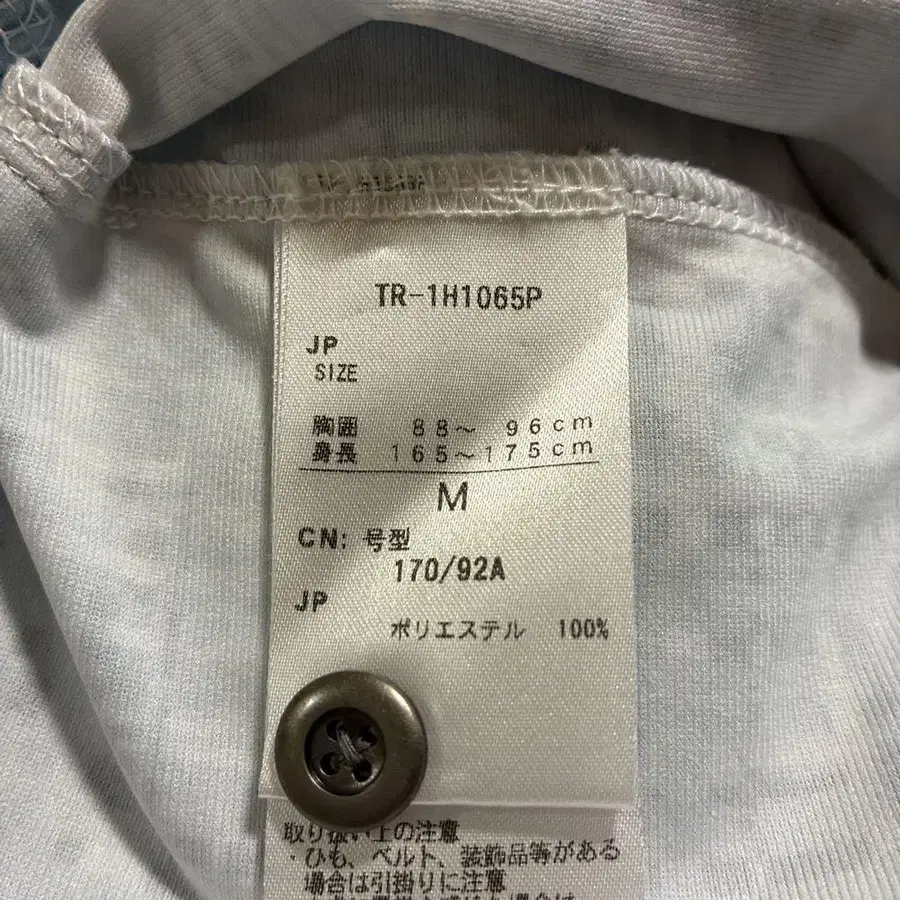 TR-1H1065P
JP
SIZE
胸囲 88～ 96cm
身長 165～175cm
M
CN: 号型
170/92A
JP
ポリエステル 100%
取り扱い上の注意
・ひも、ベルト、装飾品等がある
場合は引掛りに注意